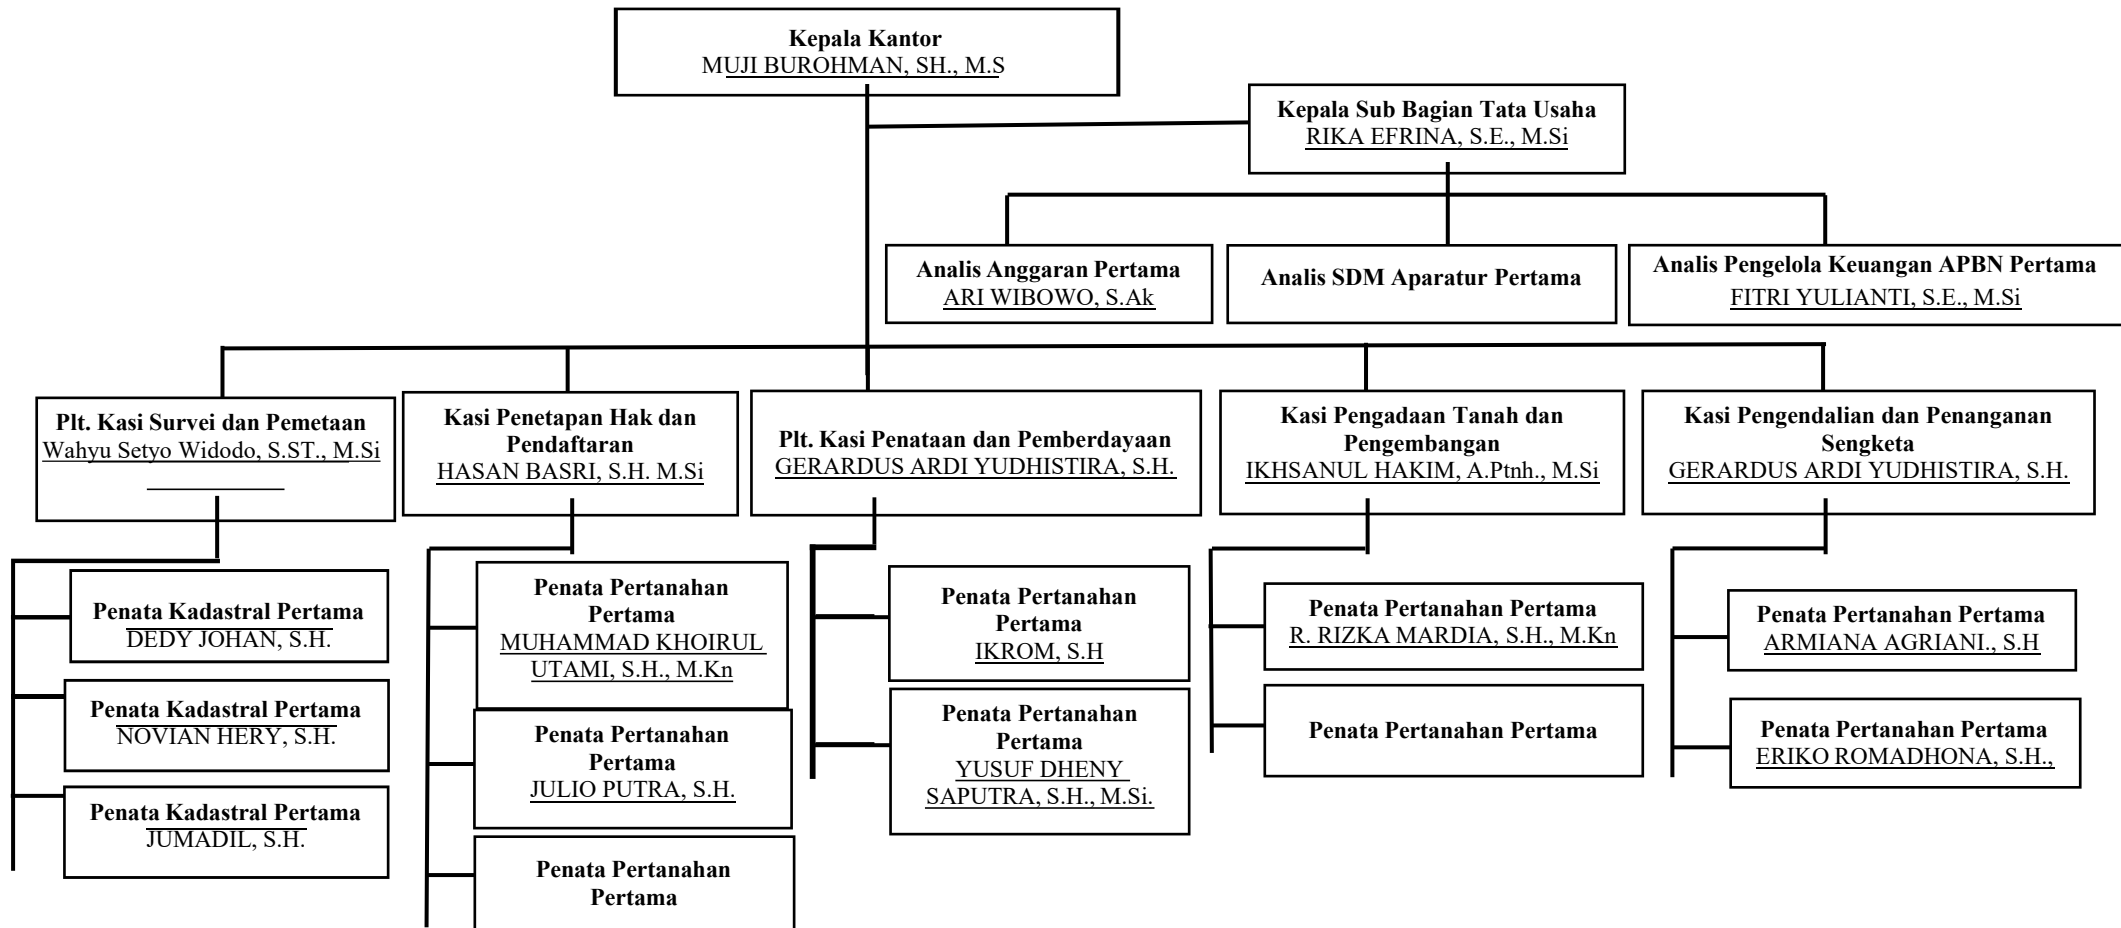 Kepala Kantor
MUJI BUROHMAN, SH., M.S
Kepala Sub Bagian Tata Usaha
RIKA EFRINA, S.E., M.Si
Analis Anggaran Pertama
ARI WIBOWO, S.Ak
Analis SDM Aparatur Pertama
Analis Pengelola Keuangan APBN Pertama
FITRI YULIANTI, S.E., M.Si
Plt. Kasi Survei dan Pemetaan
Wahyu Setyo Widodo, S.ST., M.Si
Kasi Penetapan Hak dan
Pendaftaran
HASAN BASRI, S.H. M.Si
Plt. Kasi Penataan dan Pemberdayaan
GERARDUS ARDI YUDHISTIRA, S.H.
Kasi Pengadaan Tanah dan
Pengembangan
IKHSANUL HAKIM, A.Ptnh., M.Si
Kasi Pengendalian dan Penanganan
Sengketa
GERARDUS ARDI YUDHISTIRA, S.H.
Penata Kadastral Pertama
DEDY JOHAN, S.H.
Penata Kadastral Pertama
NOVIAN HERY, S.H.
Penata Kadastral Pertama
JUMADIL, S.H.
Penata Pertanahan
Pertama
MUHAMMAD KHOIRUL
UTAMI, S.H., M.Kn
Penata Pertanahan
Pertama
JULIO PUTRA, S.H.
Penata Pertanahan
Pertama
Penata Pertanahan
Pertama
IKROM, S.H
Penata Pertanahan
Pertama
YUSUF DHENY
SAPUTRA, S.H., M.Si.
Penata Pertanahan Pertama
R. RIZKA MARDIA, S.H., M.Kn
Penata Pertanahan Pertama
Penata Pertanahan Pertama
ARMIANA AGRIANI., S.H
Penata Pertanahan Pertama
ERIKO ROMADHONA, S.H.,